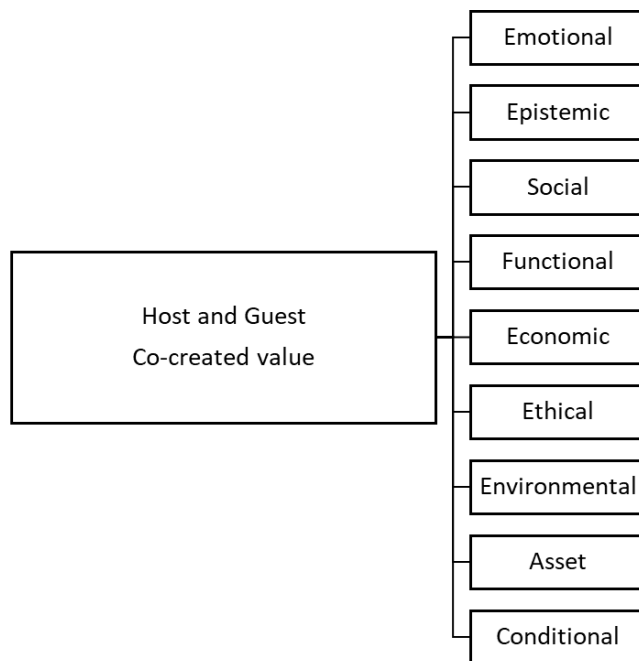 Emotional
Epistemic
Social
Functional
Host and Guest
Co-created value
Economic
Ethical
Environmental
Asset
Conditional